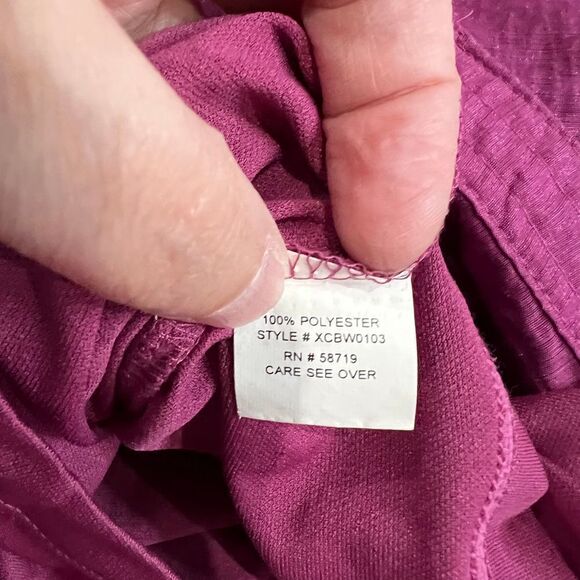 100% POLYESTER
STYLE # XCBW0103
RN # 58719
CARE SEE OVER